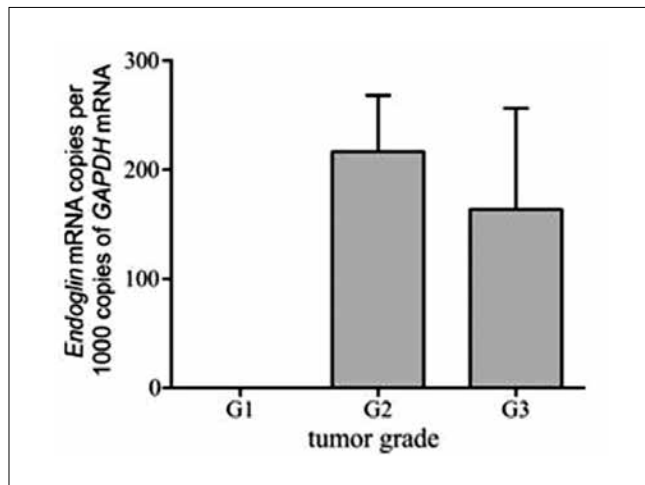 Endoglin mRNA copies per
1000 copies of GAPDH mRNA
300
200
100
0
G1
G2
G3
tumor grade